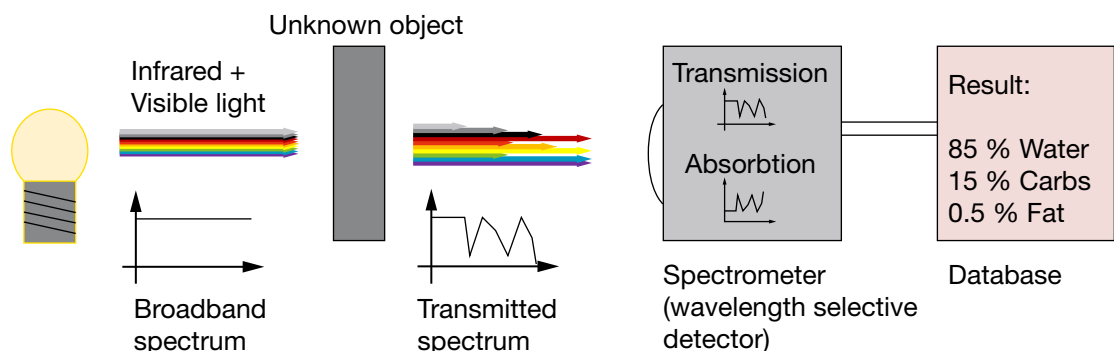 Unknown object
Infrared +
Visible light
Broadband
spectrum
Transmitted
spectrum
Transmission
Absorbtion
Spectrometer
(wavelength selective
detector)
Result:
85 % Water
15 % Carbs
0.5 % Fat
Database